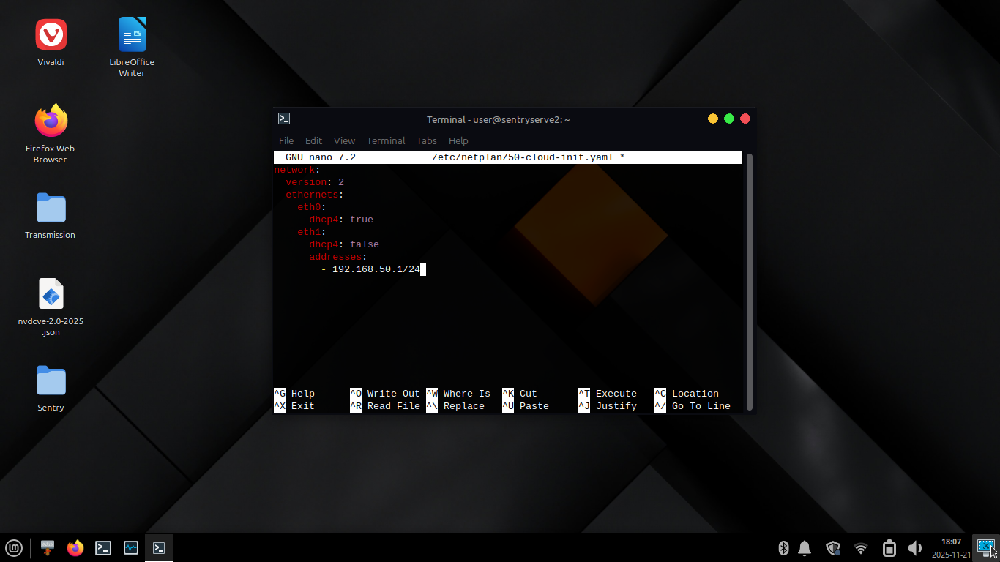 Vivaldi
LibreOffice
Writer
Firefox Web
Browser
Transmission
nvdcve-2.0-2025
.json
Sentry
Terminal - user@sentryserve2: ~
File Edit View Terminal Tabs Help
GNU nano 7.2 /etc/netplan/50-cloud-init.yaml *
network:
  version: 2
  ethernets:
    eth0:
      dhcp4: true
    eth1:
      dhcp4: false
      addresses:
        - 192.168.50.1/24
^G Help ^O Write Out ^W Where Is ^K Cut ^T Execute ^C Location
^X Exit ^R Read File ^\ Replace ^U Paste ^J Justify ^/ Go To Line
18:07
2025-11-21